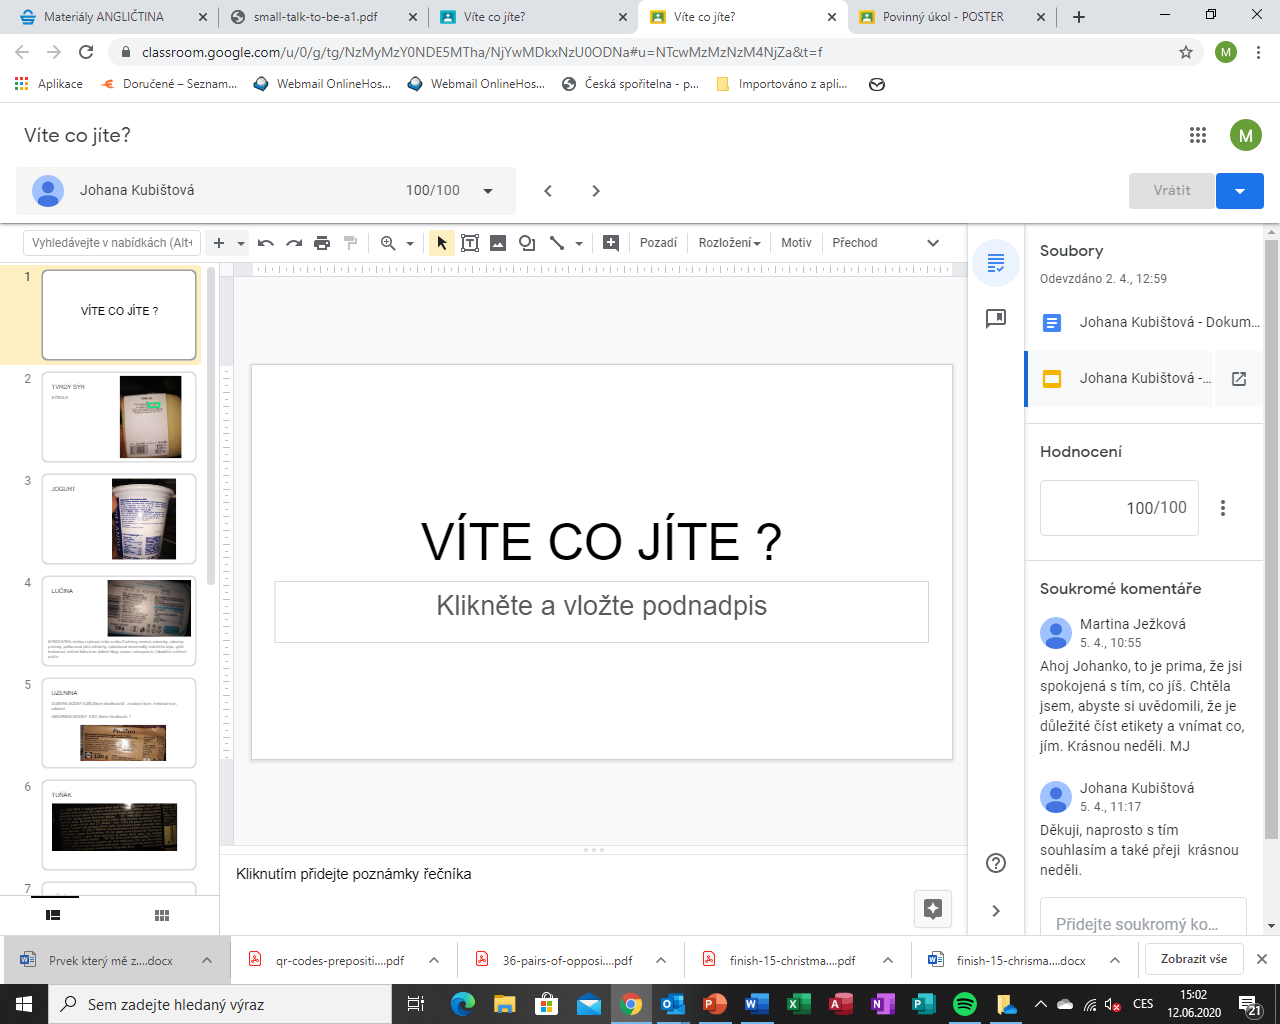 Materiály ANGLIČTINA
small-talk-to-be-a1.pdf
Víte co jíte?
Víte co jíte?
Povinný úkol - POSTER
classroom.google.com/u/0/g/tg/NzMyMzY0NDE5MTha/NjYwMDkxNzU0ODNa#u=NTcwMzMzNzM4NjZa&t=f
M
Aplikace
Doručené – Seznam...
Webmail OnlineHos...
Webmail OnlineHos...
Česká spořitelna - p...
Importováno z apli...
Víte co jíte?
M
Johana Kubištová
100/100
Vrátit
Vyhledávejte v nabídkách (Alt+
Pozadí
Rozložení
Motiv
Přechod
1
VÍTE CO JÍTE ?
2
TVRDÝ SÝR
3
JOGURT
4
LUČINA
5
UZENINA
6
TUŇÁK
7
VÍTE CO JÍTE ?
Klikněte a vložte podnadpis
Kliknutím přidejte poznámky řečníka
Soubory
Odevzdáno 2. 4., 12:59
Johana Kubištová - Dokum...
Johana Kubištová -...
Hodnocení
100/100
Soukromé komentáře
Martina Ježková
5. 4., 10:55
Ahoj Johanko, to je prima, že jsi
spokojená s tím, co jíš. Chtěla
jsem, abyste si uvědomili, že je
důležité číst etikety a vnímat co,
jím. Krásnou neděli. MJ
Johana Kubištová
5. 4., 11:17
Děkuji, naprosto s tím
souhlasím a také přeji  krásnou
neděli.
Přidejte soukromý ko...
Prvek který mě z....docx
qr-codes-prepositi....pdf
36-pairs-of-opposi....pdf
finish-15-christma....pdf
finish-15-chrisma....docx
Zobrazit vše
Sem zadejte hledaný výraz
CES
15:02
12.06.2020
21